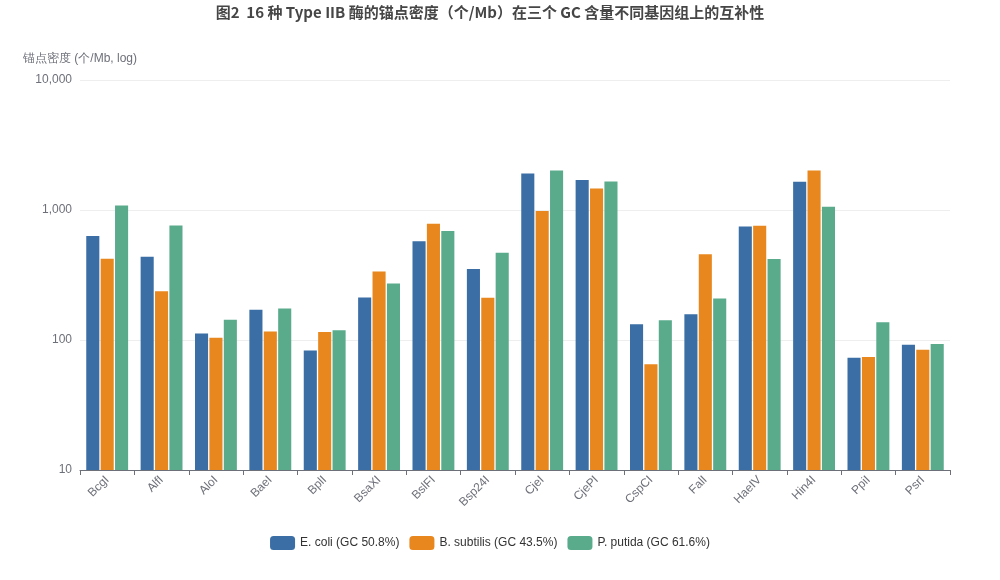 图2 16 种 Type IIB 酶的锚点密度（个/Mb）在三个 GC 含量不同基因组上的互补性
锚点密度 (个/Mb, log)
10,000
1,000
100
10
BcgI
AlfI
AloI
BaeI
BplI
BsaXI
BslFI
Bsp24I
CjeI
CjePI
CspCI
FalI
HaeIV
Hin4I
PpiI
PsrI
E. coli (GC 50.8%)
B. subtilis (GC 43.5%)
P. putida (GC 61.6%)